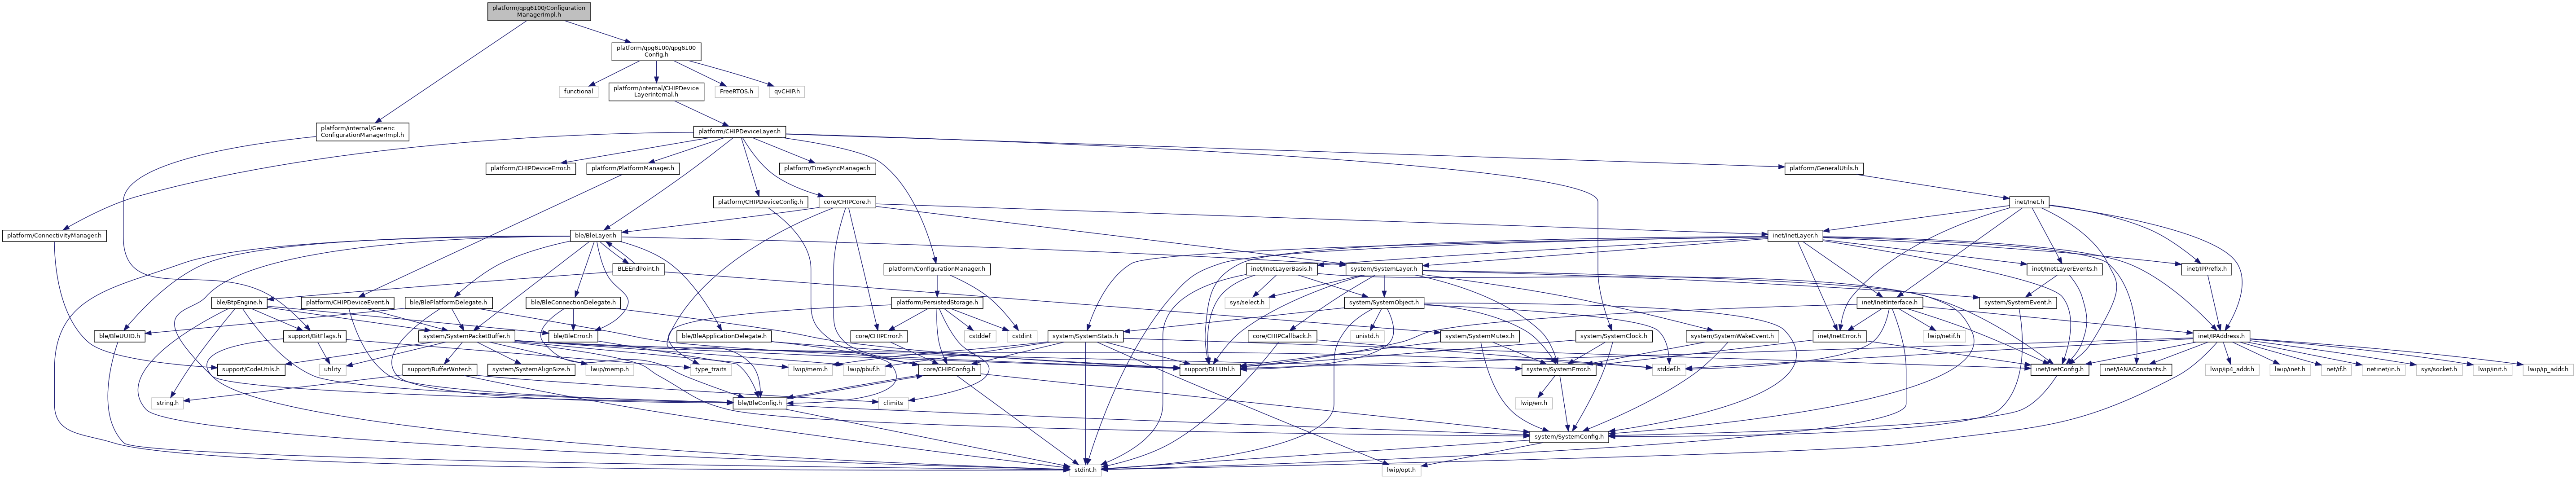 platform/qpg6100/Configuration
ManagerImpl.h
platform/qpg6100/qpg6100
Config.h
functional
platform/internal/CHIPDevice
LayerInternal.h
FreeRTOS.h
qvCHIP.h
platform/internal/Generic
ConfigurationManagerImpl.h
platform/CHIPDeviceLayer.h
platform/CHIPDeviceError.h
platform/PlatformManager.h
platform/TimeSyncManager.h
platform/GeneralUtils.h
platform/CHIPDeviceConfig.h
core/CHIPCore.h
inet/Inet.h
platform/ConnectivityManager.h
ble/BleLayer.h
inet/InetLayer.h
BLEEndPoint.h
platform/ConfigurationManager.h
inet/InetLayerBasis.h
system/SystemLayer.h
inet/InetLayerEvents.h
inet/IPPrefix.h
ble/BtpEngine.h
platform/CHIPDeviceEvent.h
ble/BlePlatformDelegate.h
ble/BleConnectionDelegate.h
platform/PersistedStorage.h
sys/select.h
system/SystemObject.h
inet/InetInterface.h
system/SystemEvent.h
ble/BleUUID.h
support/BitFlags.h
system/SystemPacketBuffer.h
ble/BleError.h
ble/BleApplicationDelegate.h
core/CHIPError.h
cstddef
cstdint
system/SystemStats.h
core/CHIPCallback.h
unistd.h
system/SystemMutex.h
system/SystemClock.h
system/SystemWakeEvent.h
inet/InetError.h
lwip/netif.h
inet/IPAddress.h
support/CodeUtils.h
utility
support/BufferWriter.h
system/SystemAlignSize.h
lwip/memp.h
type_traits
lwip/mem.h
lwip/pbuf.h
core/CHIPConfig.h
support/DLLUtil.h
system/SystemError.h
stddef.h
inet/InetConfig.h
inet/IANAConstants.h
lwip/ip4_addr.h
lwip/inet.h
net/if.h
netinet/in.h
sys/socket.h
lwip/init.h
lwip/ip_addr.h
string.h
ble/BleConfig.h
climits
lwip/err.h
system/SystemConfig.h
stdint.h
lwip/opt.h